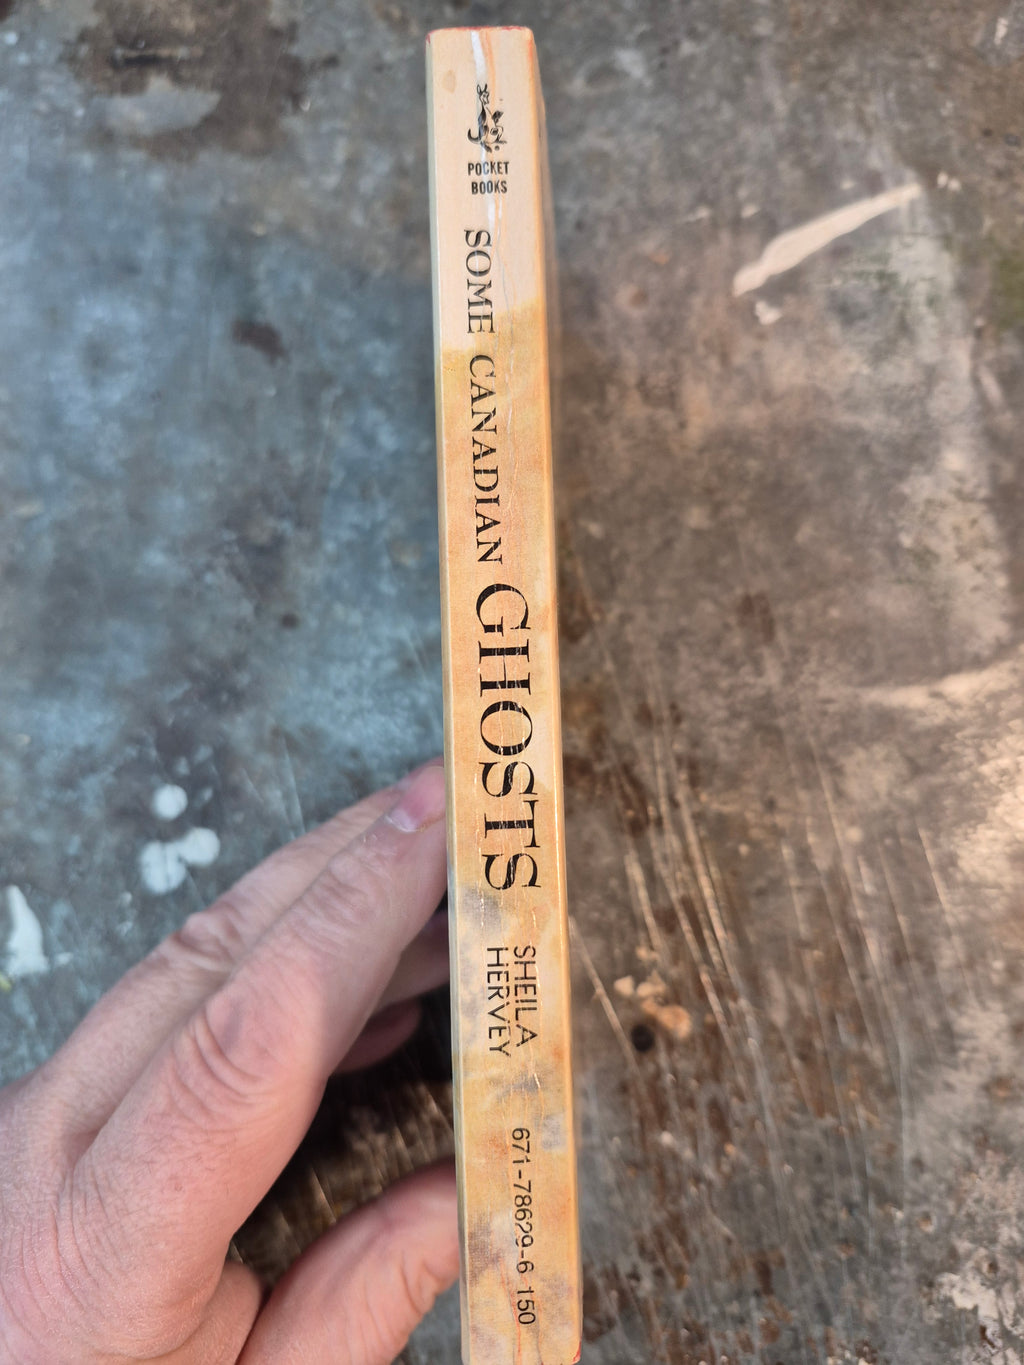 POCKET
BOOKS
SOME CANADIAN GHOSTS
SHEILA
HERVEY
671-78629-6 150